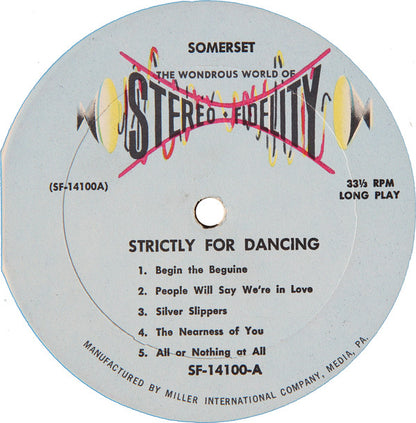 SOMERSET
THE WONDROUS WORLD OF
STEREO • FIDELITY
(SF-14100A)
33⅓ RPM
LONG PLAY
STRICTLY FOR DANCING
1. Begin the Beguine
2. People Will Say We're in Love
3. Silver Slippers
4. The Nearness of You
5. All or Nothing at All
SF-14100-A
MANUFACTURED BY MILLER INTERNATIONAL COMPANY, MEDIA, PA.